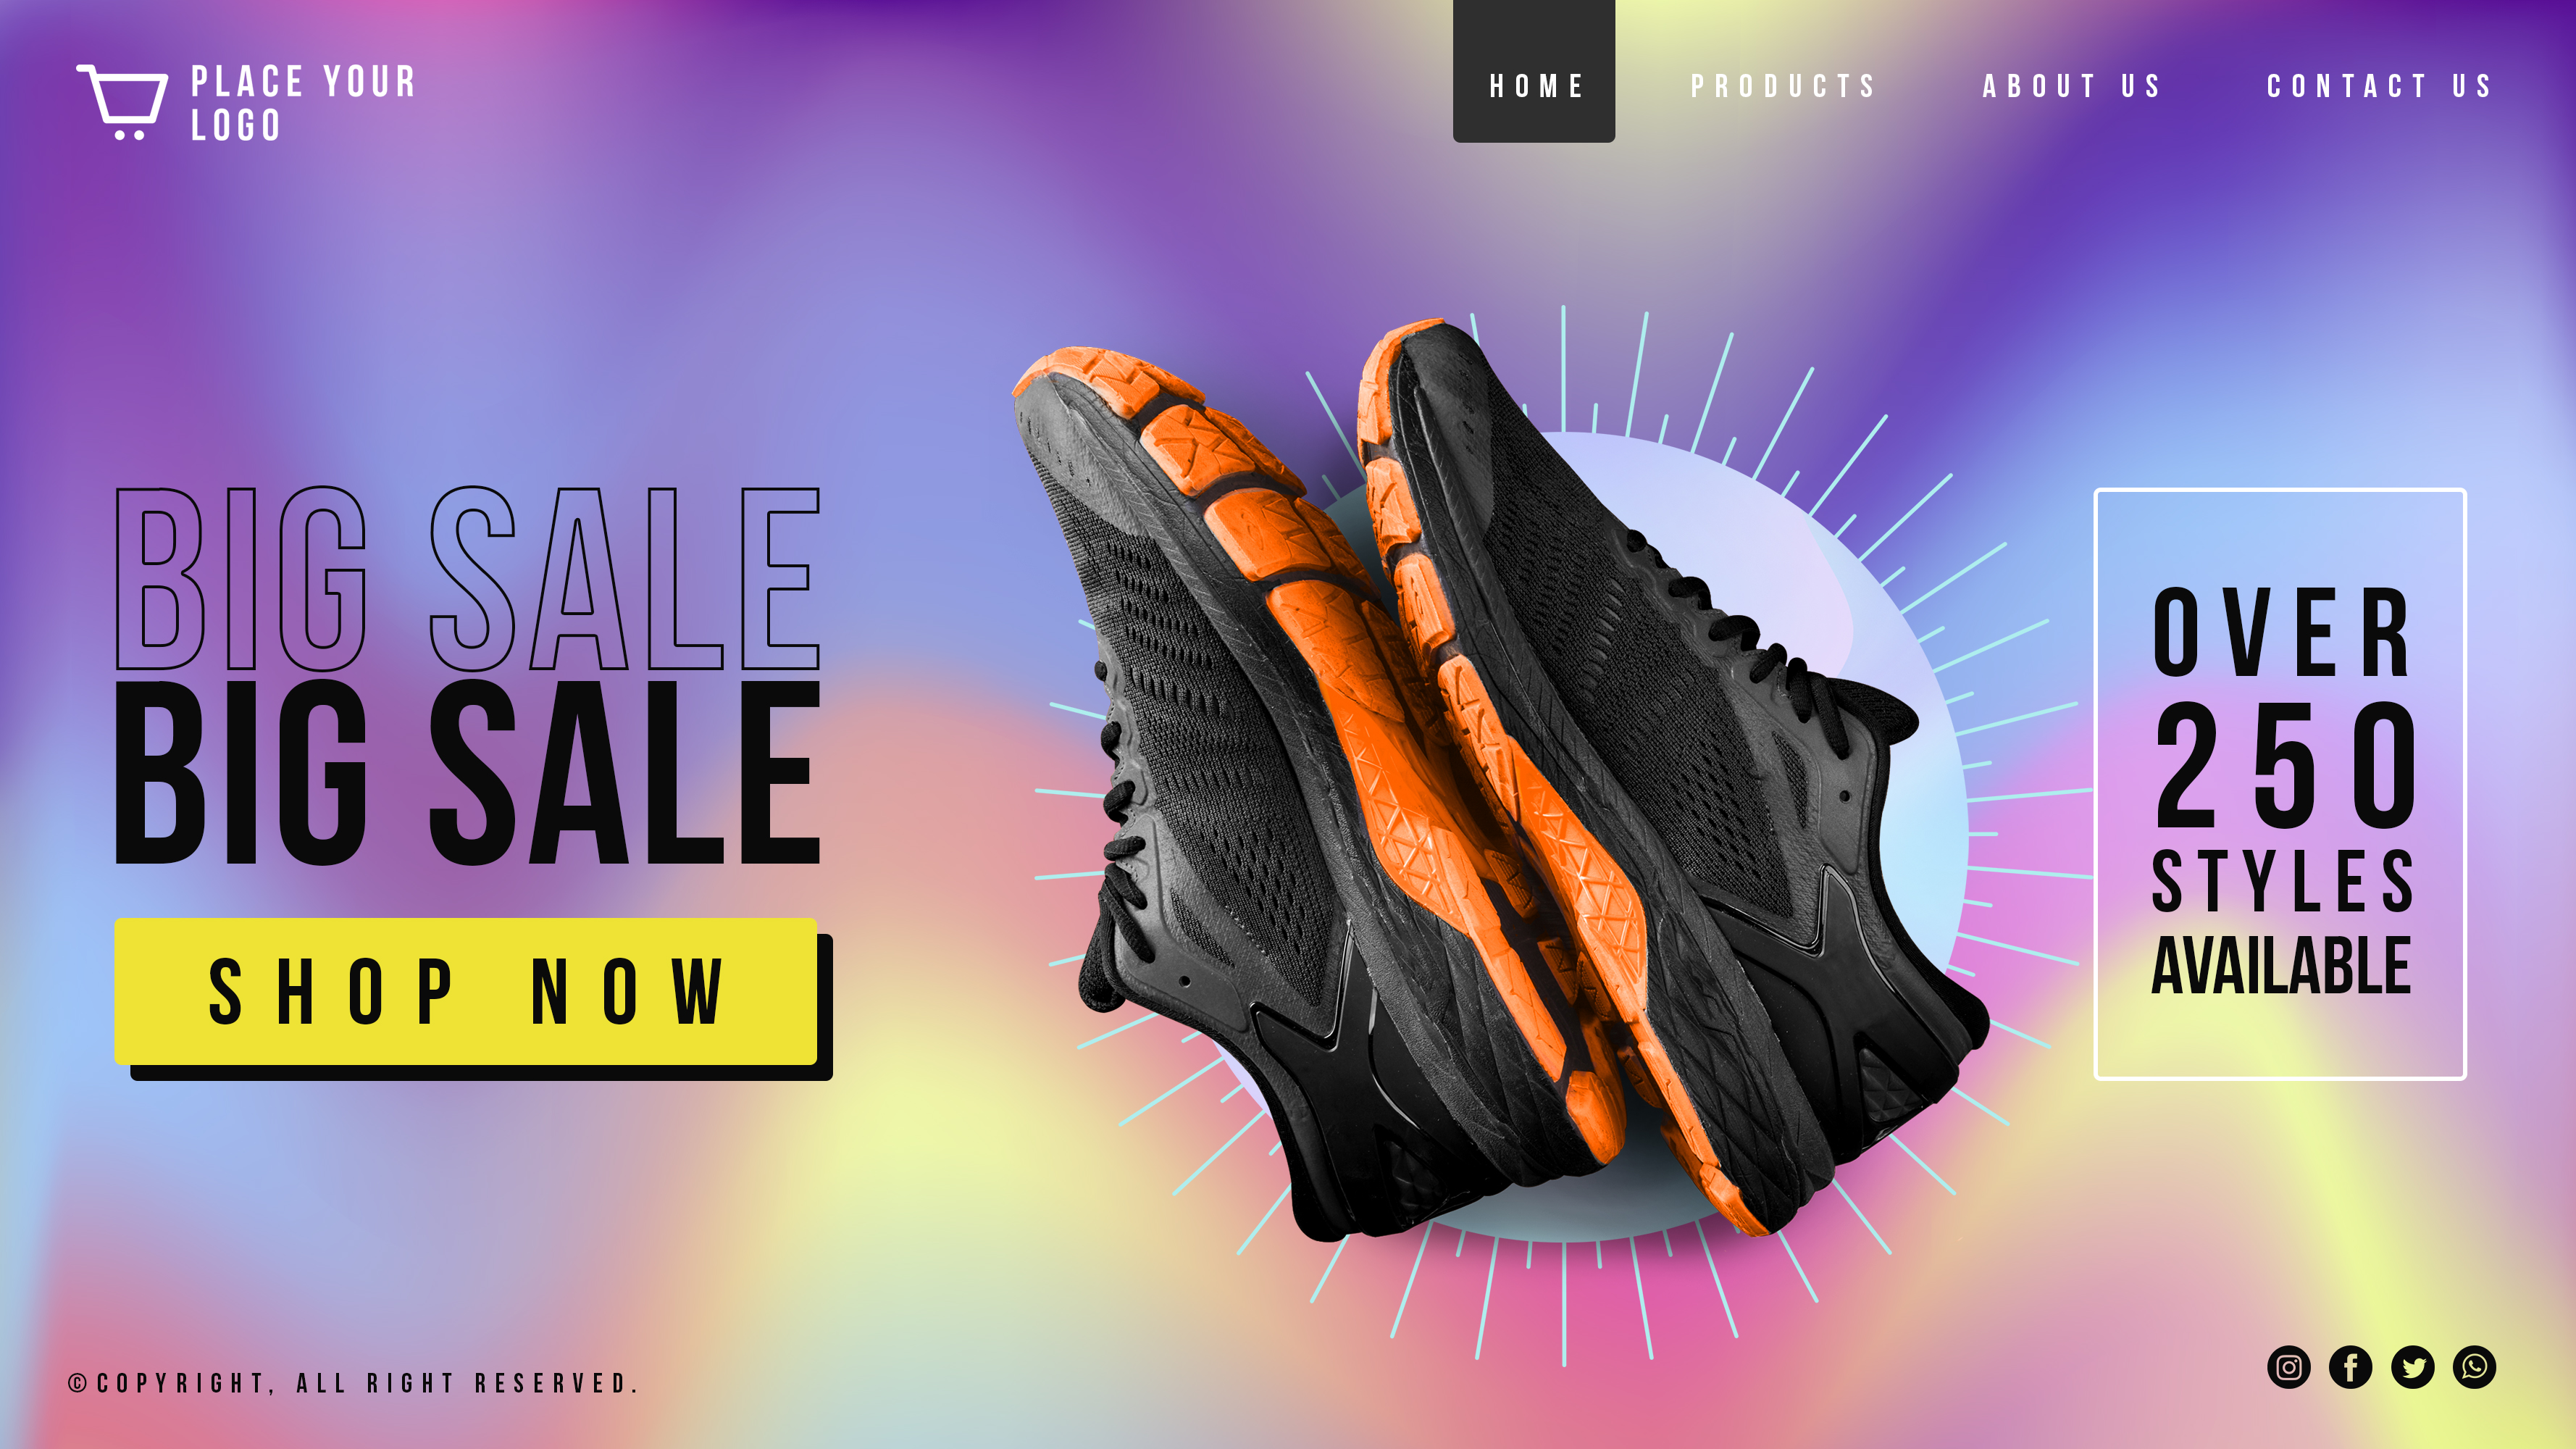 PLACE YOUR
LOGO
HOME
PRODUCTS
ABOUT US
CONTACT US
BIG SALE
BIG SALE
SHOP NOW
OVER
250
STYLES
AVAILABLE
©COPYRIGHT, ALL RIGHT RESERVED.